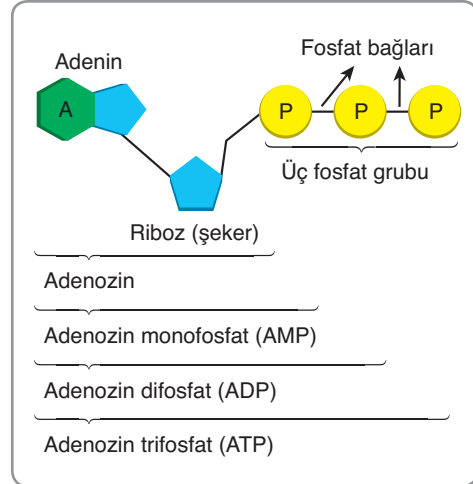 Fosfat bağları
Adenin
A
P
P
P
Üç fosfat grubu
Riboz (şeker)
Adenozin
Adenozin monofosfat (AMP)
Adenozin difosfat (ADP)
Adenozin trifosfat (ATP)